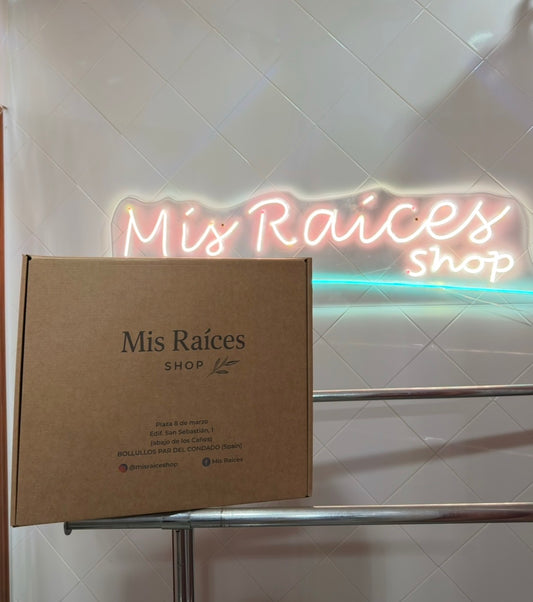 Mis Raíces
Shop
Mis Raíces
SHOP
Plaza 8 de marzo
Edif. San Sebastián, 1
(abajo de los Caños)
BOLLULLOS PAR DEL CONDADO (Spain)
@misraiceshop Mis Raíces